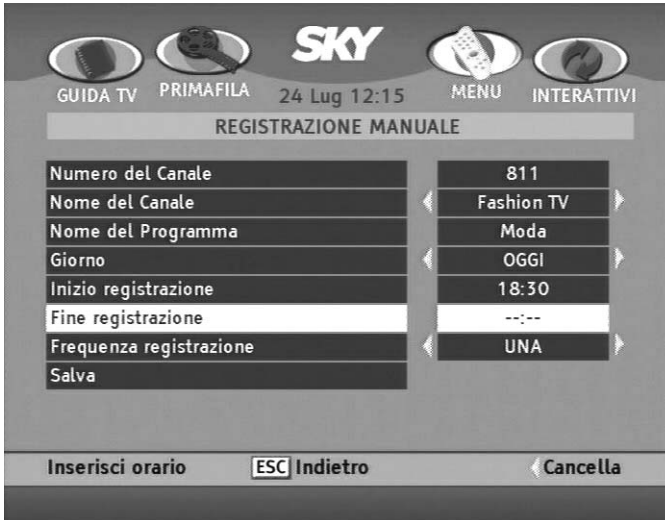 SKY
GUIDA TV PRIMAFILA 24 Lug 12:15 MENU INTERATTIVI
REGISTRAZIONE MANUALE
Numero del Canale 811
Nome del Canale Fashion TV
Nome del Programma Moda
Giorno OGGI
Inizio registrazione 18:30
Fine registrazione --:--
Frequenza registrazione UNA
Salva
Inserisci orario ESC Indietro Cancella